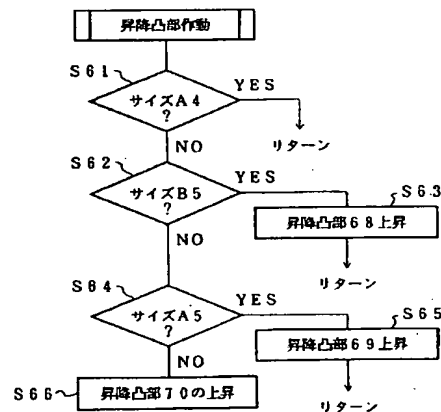 昇降凸部作動
S61
サイズA4
?
YES
リターン
NO
S62
サイズB5
?
YES
S63
昇降凸部68上昇
リターン
NO
S64
サイズA5
?
YES
S65
昇降凸部69上昇
リターン
NO
S66
昇降凸部70の上昇